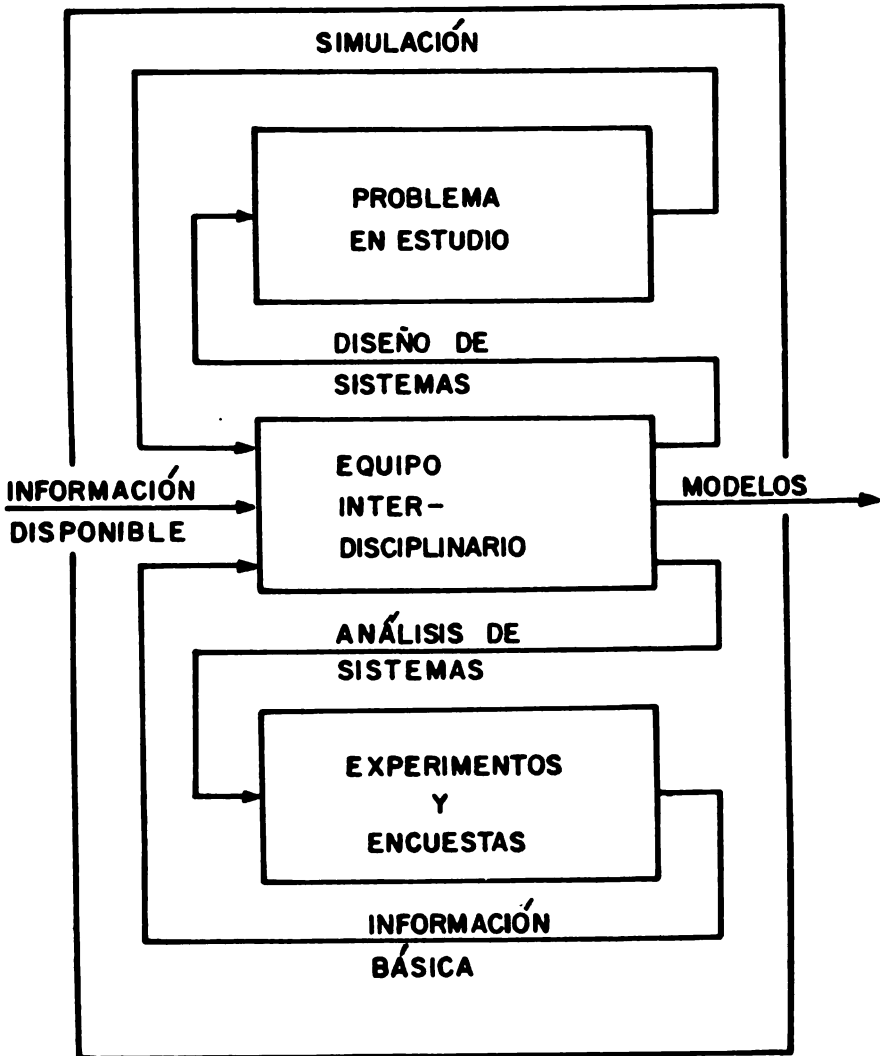 SIMULACIÓN
PROBLEMA
EN ESTUDIO
DISEÑO DE
SISTEMAS
EQUIPO
INTER-
DISCIPLINARIO
INFORMACIÓN
DISPONIBLE
MODELOS
ANÁLISIS DE
SISTEMAS
EXPERIMENTOS
Y
ENCUESTAS
INFORMACIÓN
BÁSICA